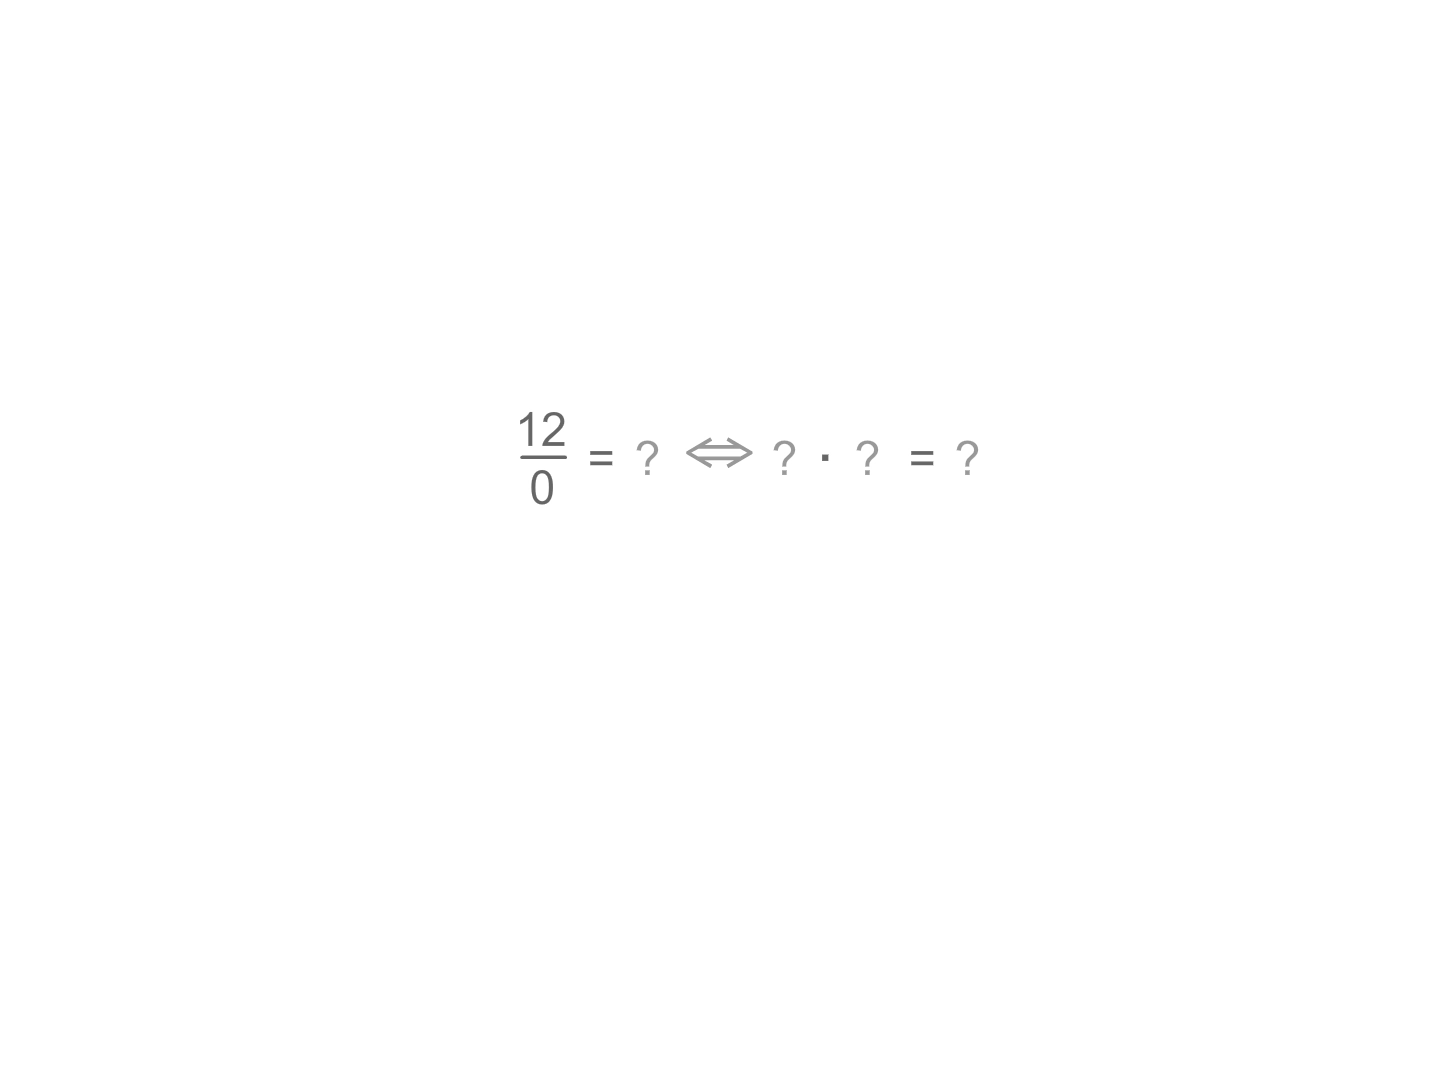 12/0 = ? ⇔ ? · ? = ?